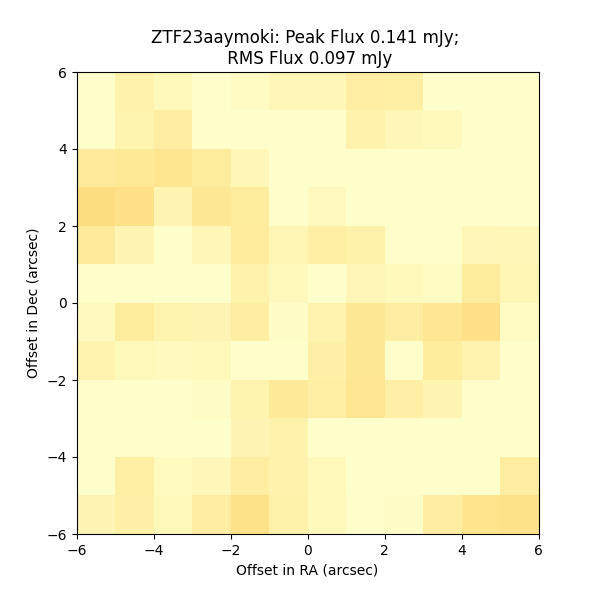 ZTF23aaymoki: Peak Flux 0.141 mJy;
RMS Flux 0.097 mJy
6
4
2
0
−2
−4
−6
Offset in Dec (arcsec)
−6 −4 −2 0 2 4 6
Offset in RA (arcsec)